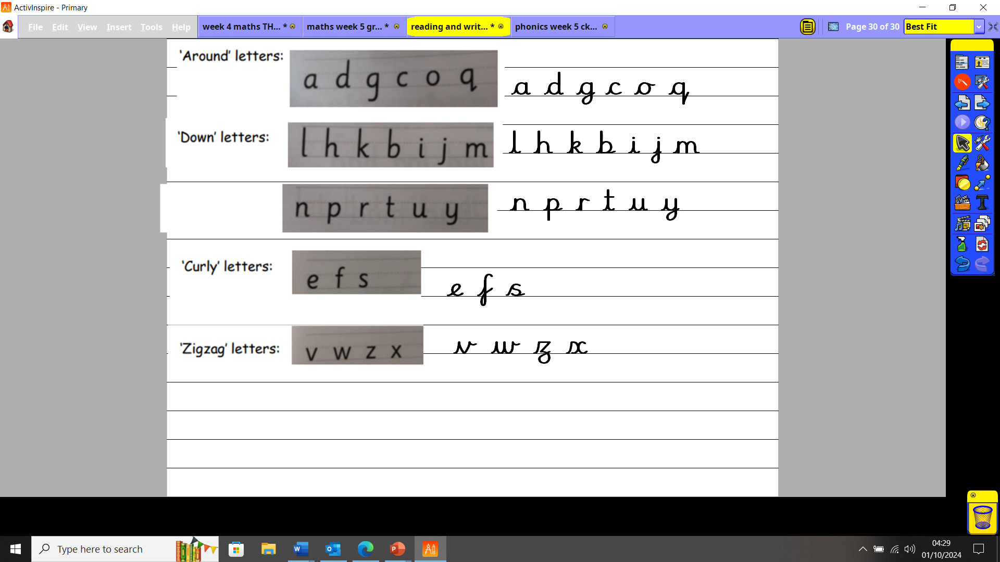 ActivInspire - Primary
File Edit View Insert Tools Help week 4 maths TH... * maths week 5 gr... * reading and writ... * phonics week 5 ck... Page 30 of 30 Best Fit
'Around' letters: a d g c o q a d g c o q
'Down' letters: l h k b i j m l h k b i j m
n p r t u y n p r t u y
'Curly' letters: e f s e f s
'Zigzag' letters: v w z x v w z x
Type here to search 04:29
01/10/2024